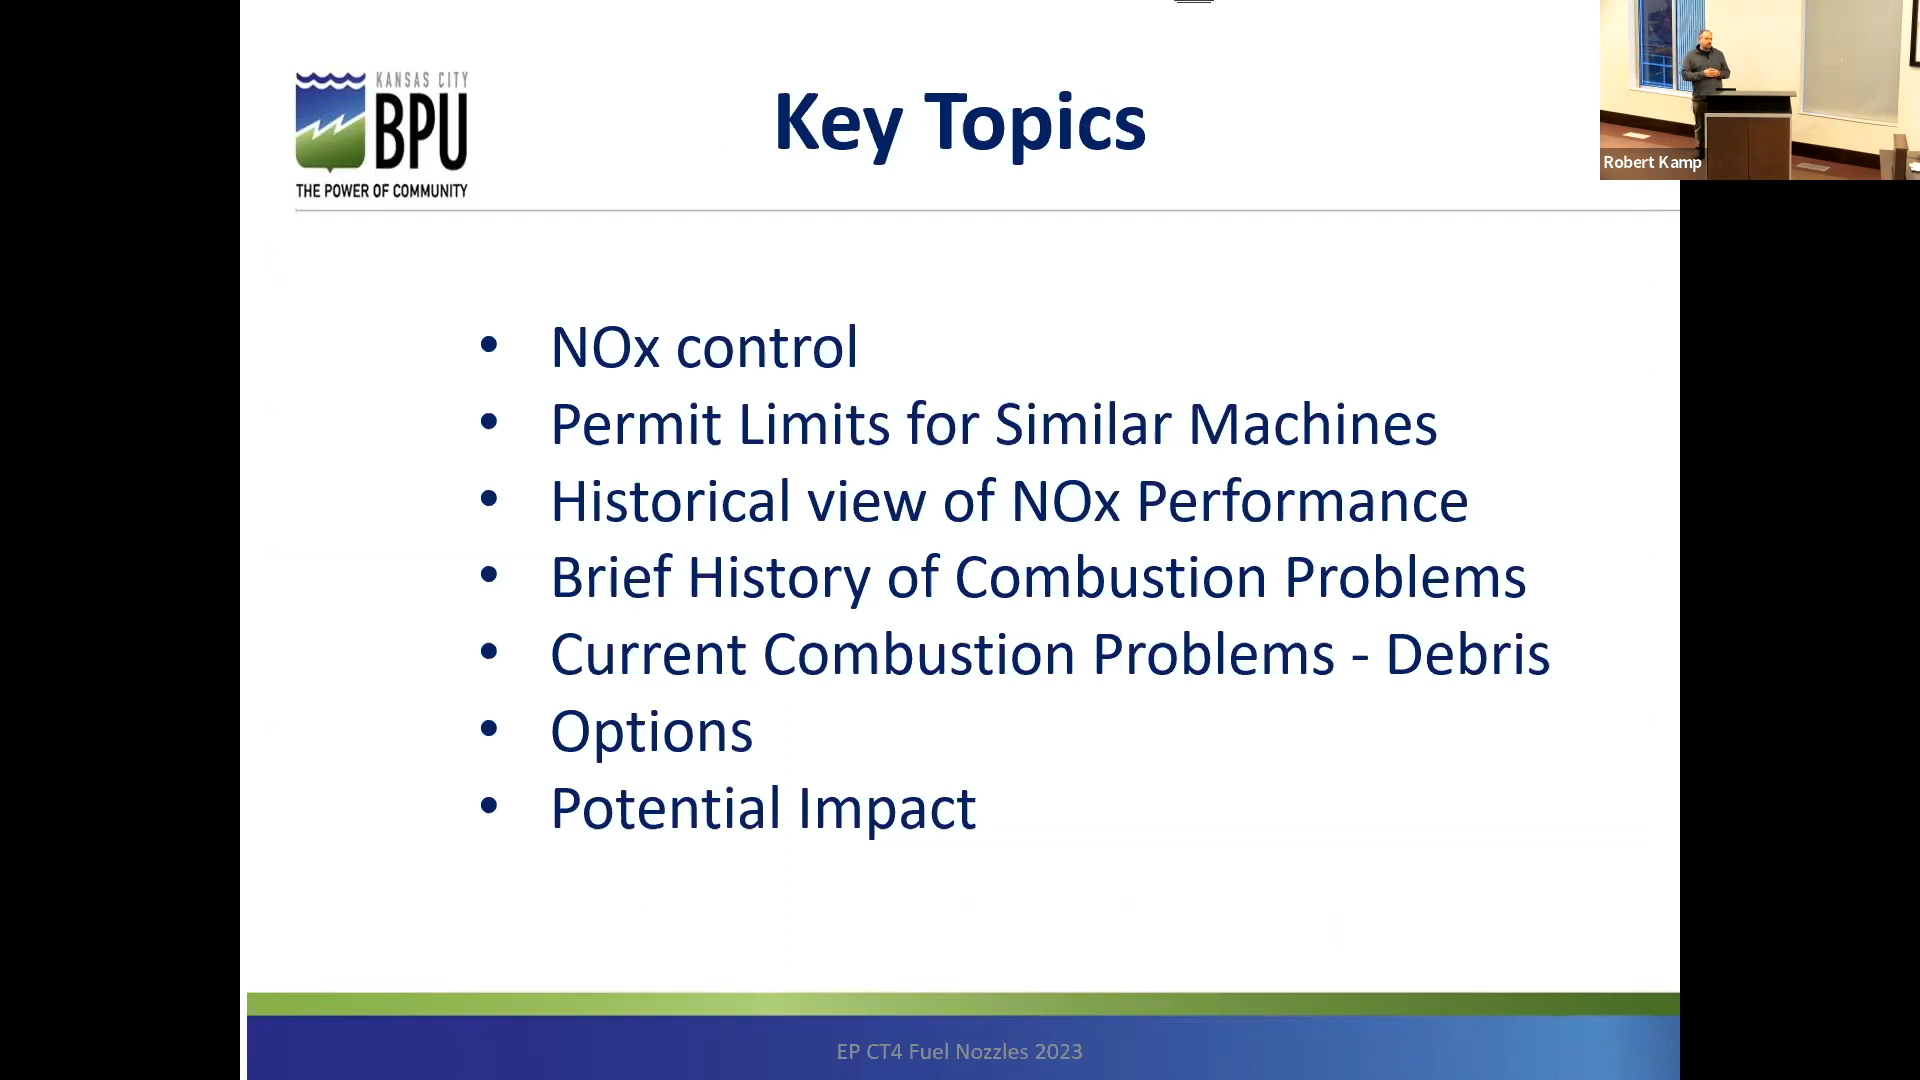 KANSAS CITY
BPU
THE POWER OF COMMUNITY
Key Topics
Robert Kamp
• NOx control
• Permit Limits for Similar Machines
• Historical view of NOx Performance
• Brief History of Combustion Problems
• Current Combustion Problems - Debris
• Options
• Potential Impact
EP CT4 Fuel Nozzles 2023